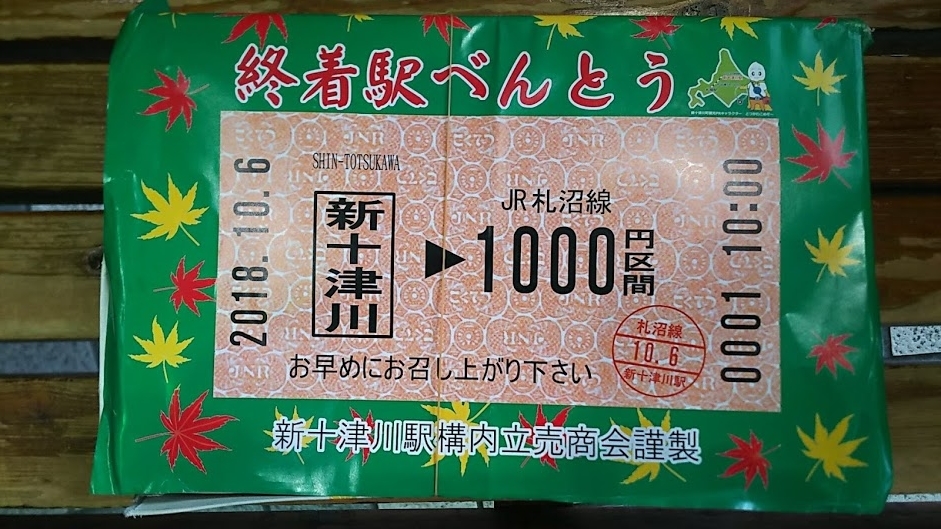 終着駅べんとう
2018.10.6
SHIN-TOTSUKAWA
新十津川
▶
JR札沼線
1000円区間
お早めにお召し上がり下さい
札沼線
10.6
新十津川駅
0001 10:00
新十津川駅構内立売商会謹製
JNR